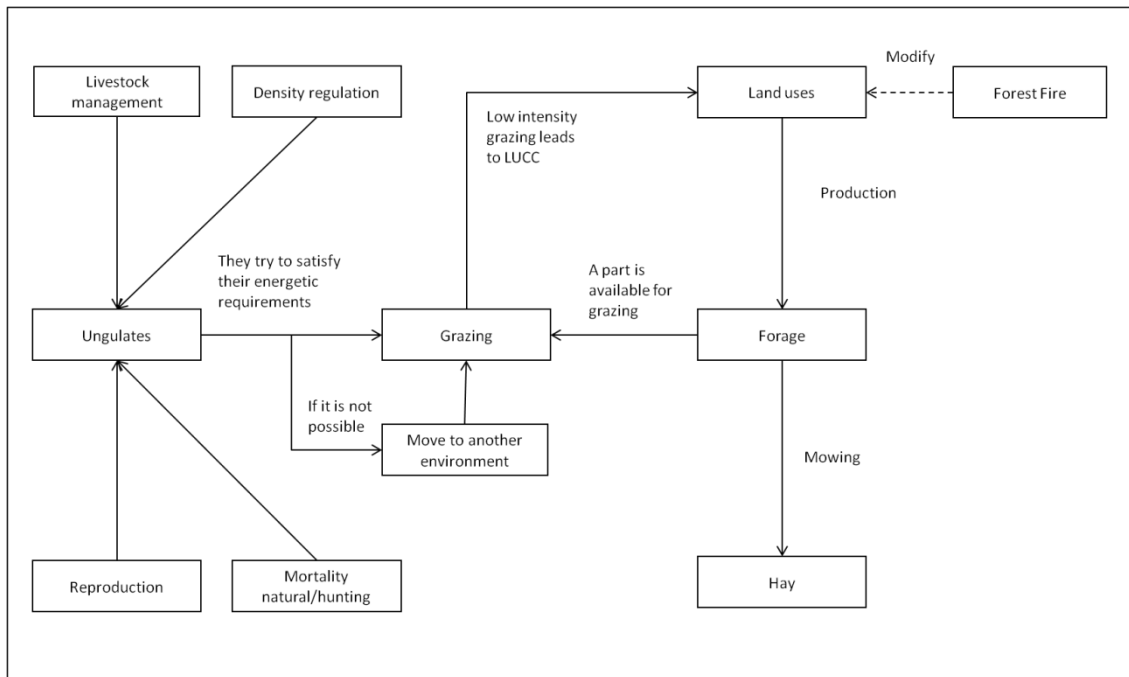 Livestock
management
Density regulation
Land uses
Modify
Forest Fire
Low intensity
grazing leads
to LUCC
Production
They try to satisfy
their energetic
requirements
A part is
available for
grazing
Ungulates
Grazing
Forage
If it is not
possible
Move to another
environment
Mowing
Reproduction
Mortality
natural/hunting
Hay